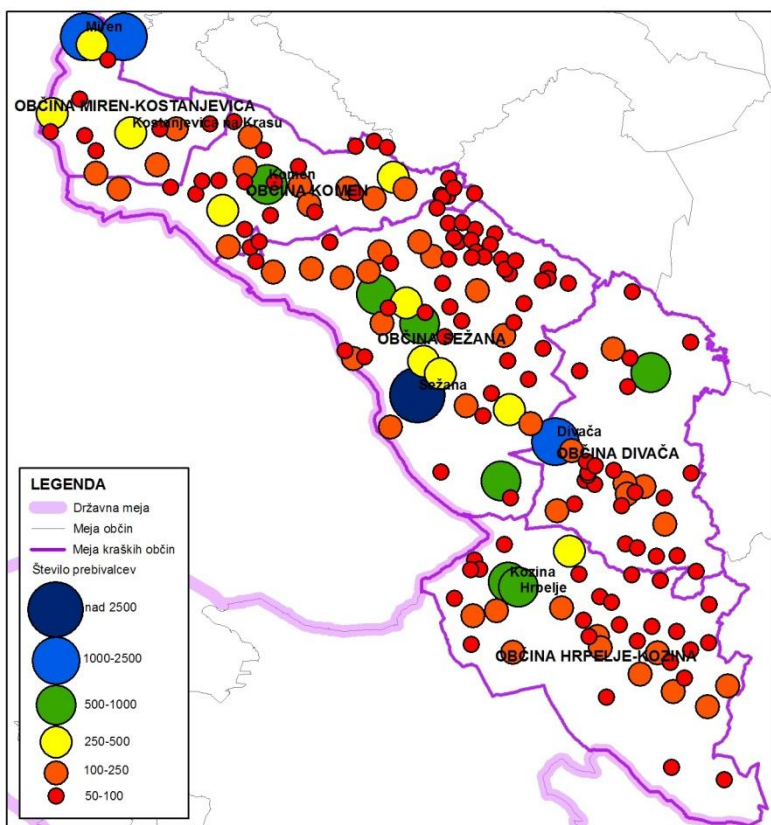 Miren
OBČINA MIREN-KOSTANJEVICA
Kostanjevica na Krasu
Komen
OBČINA KOMEN
OBČINA SEŽANA
Sežana
Divača
OBČINA DIVAČA
Kozina
Hrpelje
OBČINA HRPELJE-KOZINA
LEGENDA
Državna meja
Meja občin
Meja kraških občin
Število prebivalcev
nad 2500
1000-2500
500-1000
250-500
100-250
50-100